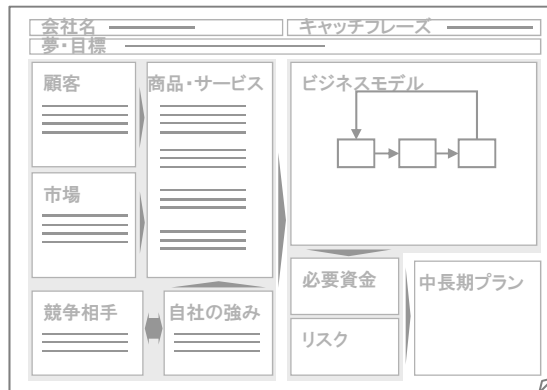 会社名
キャッチフレーズ
夢・目標
顧客
商品・サービス
ビジネスモデル
市場
競争相手
自社の強み
必要資金
リスク
中長期プラン